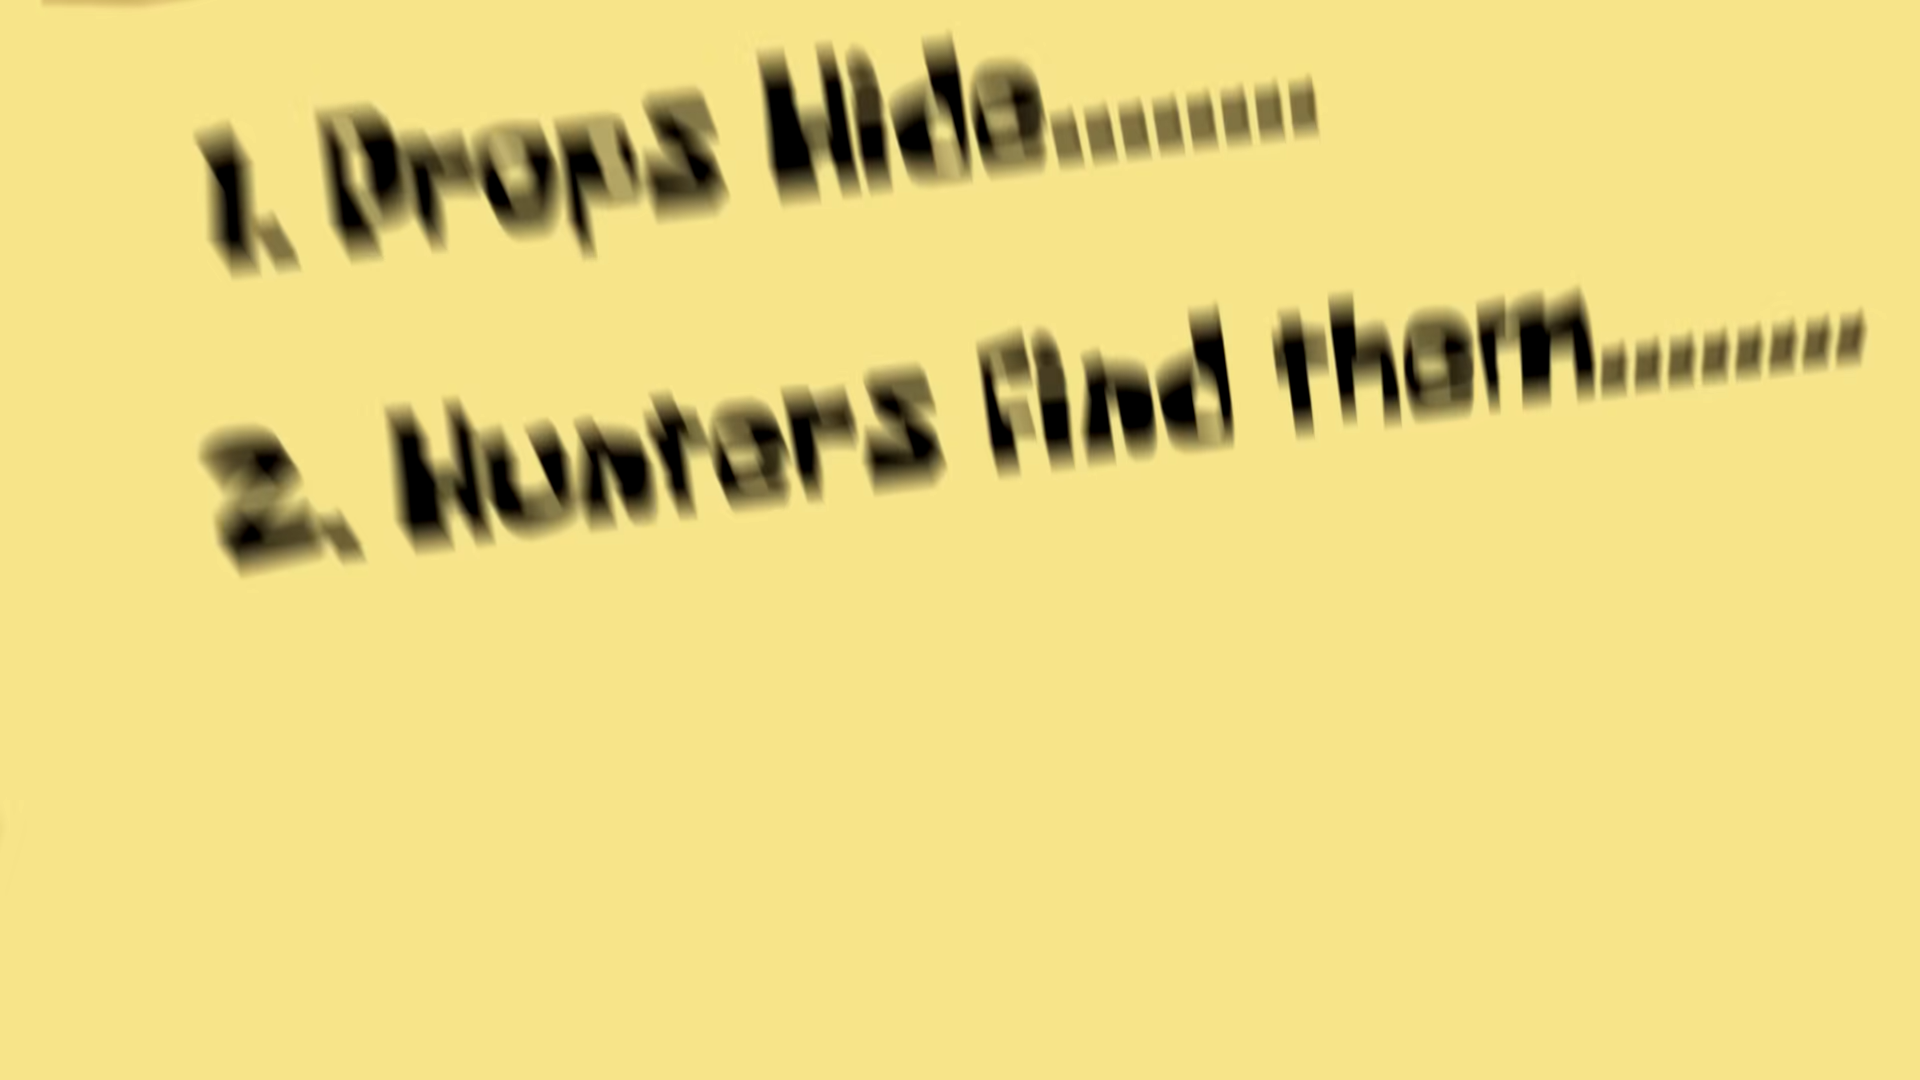 1. Props Hide........
2. Hunters Find them........